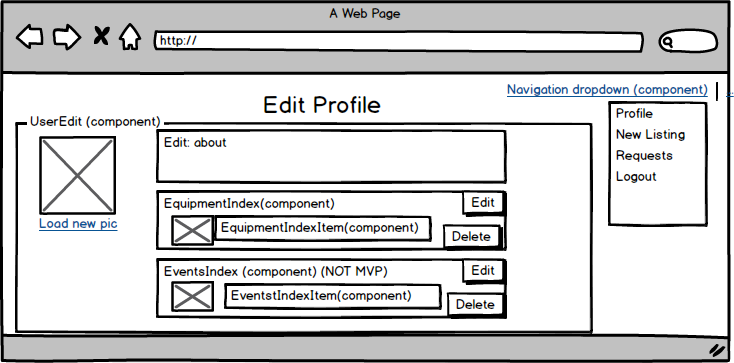 A Web Page
http://
Navigation dropdown (component)
Edit Profile
Profile
UserEdit (component)
New Listing
Edit: about
Requests
Logout
Load new pic
EquipmentIndex(component)
Edit
EquipmentIndexItem(component)
Delete
EventsIndex (component) (NOT MVP)
Edit
EventstIndexItem(component)
Delete